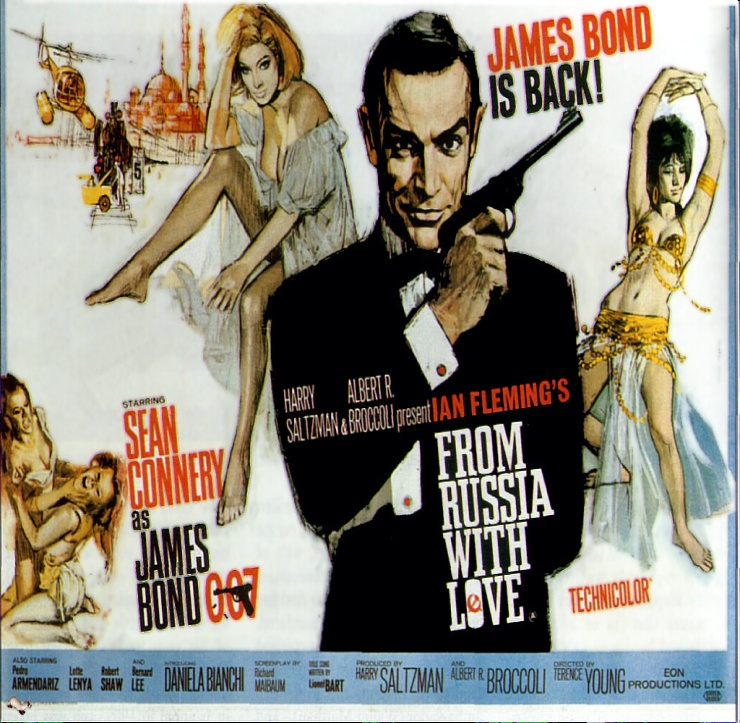 JAMES BOND
IS BACK!
STARRING
SEAN
CONNERY
as
JAMES
BOND 007
HARRY
SALTZMAN & ALBERT R.
BROCCOLI present IAN FLEMING'S
FROM
RUSSIA
WITH
LOVE
TECHNICOLOR
5
ALSO STARRING
Pedro
ARMENDARIZ
Lotte
LENYA
Robert
SHAW
AND
Bernard
LEE
INTRODUCING
DANIELA BIANCHI
SCREENPLAY BY
Richard
MAIBAUM
TITLE SONG
WRITTEN BY
Lionel BART
PRODUCED BY
HARRY SALTZMAN
AND
ALBERT R. BROCCOLI
DIRECTED BY
TERENCE YOUNG
EON
PRODUCTIONS LTD.